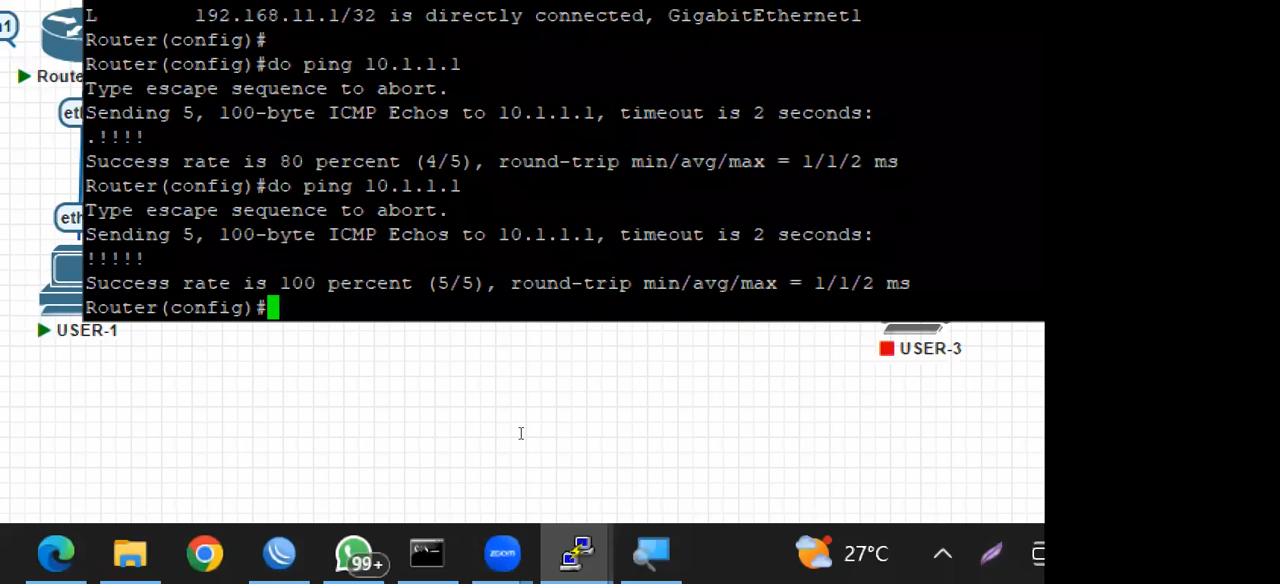 L        192.168.11.1/32 is directly connected, GigabitEthernet1
Router(config)#
Router(config)#do ping 10.1.1.1
Type escape sequence to abort.
Sending 5, 100-byte ICMP Echos to 10.1.1.1, timeout is 2 seconds:
.!!!!
Success rate is 80 percent (4/5), round-trip min/avg/max = 1/1/2 ms
Router(config)#do ping 10.1.1.1
Type escape sequence to abort.
Sending 5, 100-byte ICMP Echos to 10.1.1.1, timeout is 2 seconds:
!!!!!
Success rate is 100 percent (5/5), round-trip min/avg/max = 1/1/2 ms
Router(config)#
Route
eth
USER-1
USER-3
99+
zoom
27°C